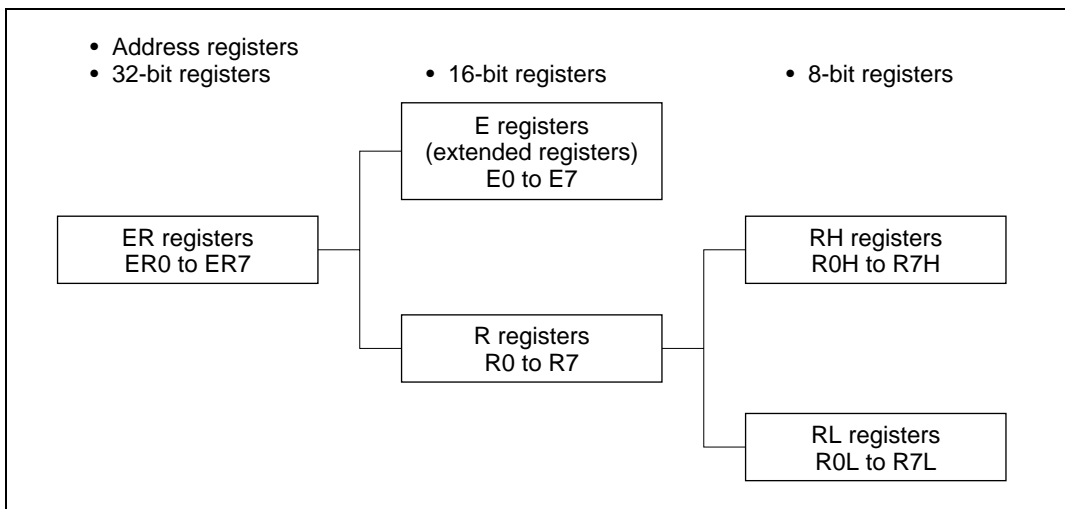 • Address registers
• 32-bit registers
• 16-bit registers
• 8-bit registers
E registers
(extended registers)
E0 to E7
ER registers
ER0 to ER7
RH registers
R0H to R7H
R registers
R0 to R7
RL registers
R0L to R7L